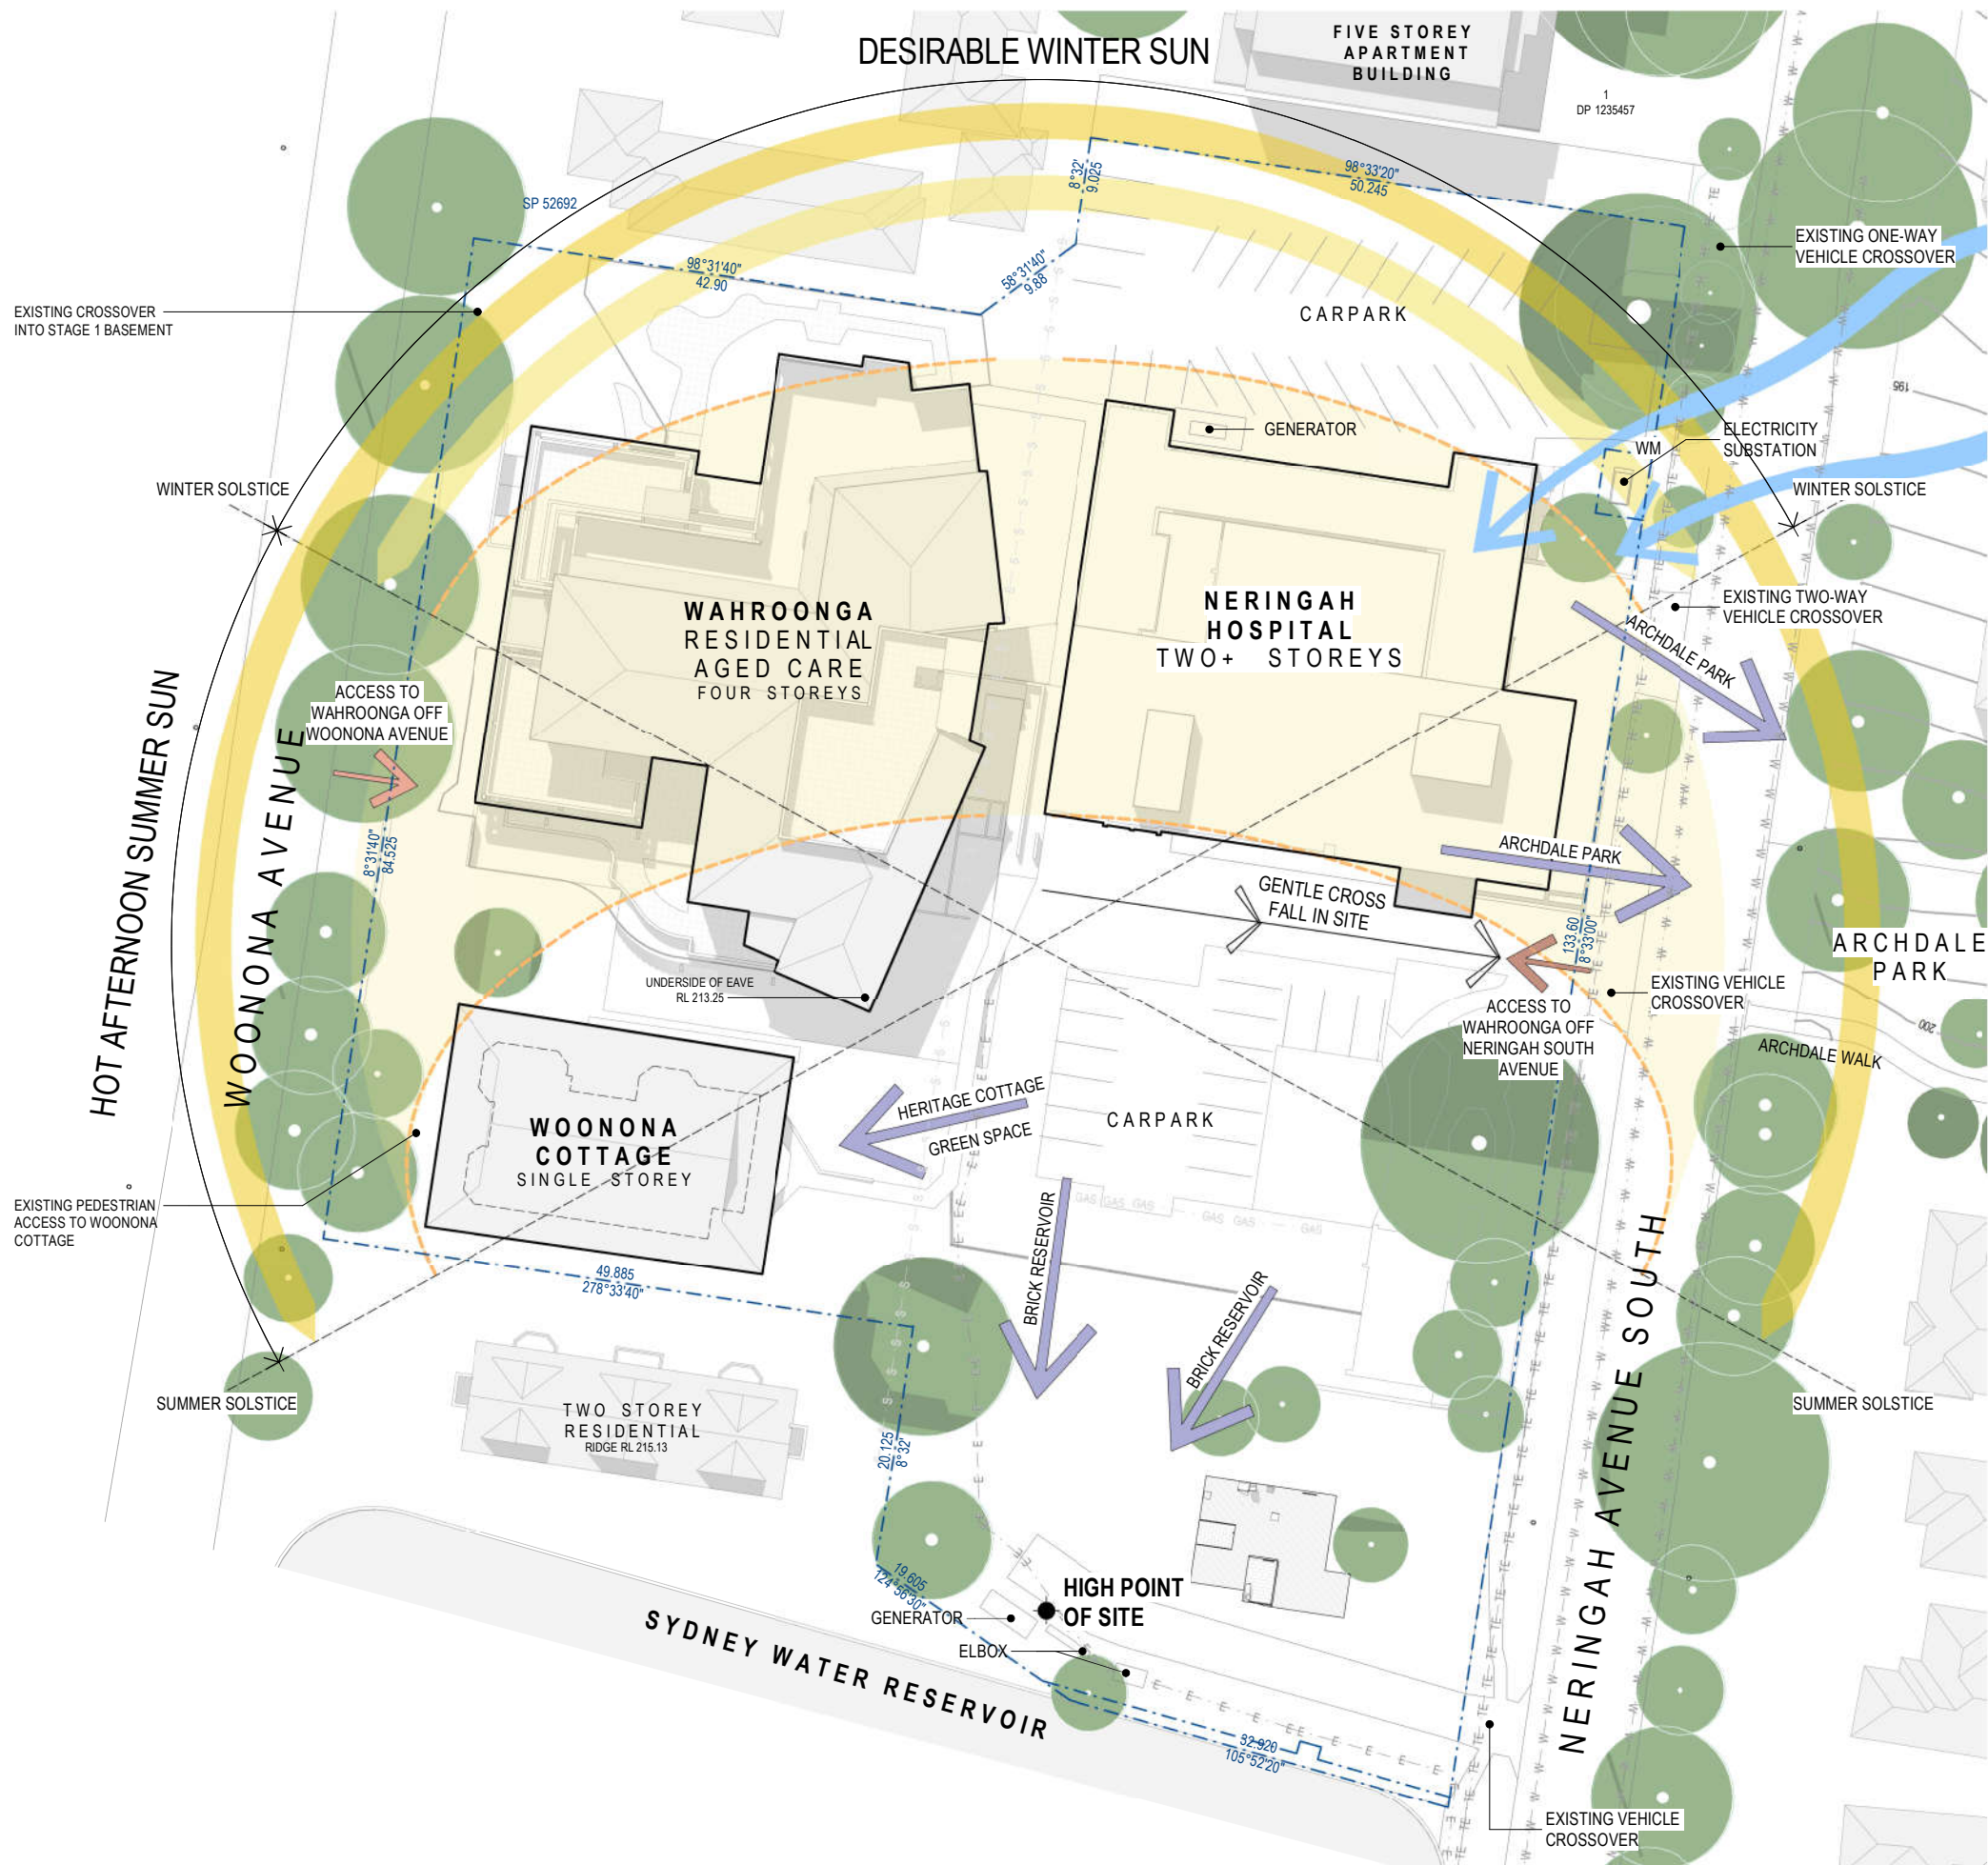 FIVE STOREY
APARTMENT
BUILDING
DESIRABLE WINTER SUN
1
DP 1235457
8°32'
9.025
98°33'20"
50.245
SP 52692
EXISTING ONE-WAY
VEHICLE CROSSOVER
98°31'40"
42.90
58°31'40"
9.88
EXISTING CROSSOVER
INTO STAGE 1 BASEMENT
CARPARK
195
GENERATOR
WM
ELECTRICITY
SUBSTATION
WINTER SOLSTICE
WINTER SOLSTICE
WAHROONGA
RESIDENTIAL
AGED CARE
FOUR STOREYS
NERINGAH
HOSPITAL
TWO+ STOREYS
EXISTING TWO-WAY
VEHICLE CROSSOVER
ARCHDALE PARK
ACCESS TO
WAHROONGA OFF
WOONONA AVENUE
HOT AFTERNOON SUMMER SUN
WOONONA AVENUE
8°31'40"
84.525
ARCHDALE PARK
GENTLE CROSS
FALL IN SITE
133.60
8°33'00"
ARCHDALE
PARK
UNDERSIDE OF EAVE
RL 213.25
EXISTING VEHICLE
CROSSOVER
ACCESS TO
WAHROONGA OFF
NERINGAH SOUTH
AVENUE
200
ARCHDALE WALK
HERITAGE COTTAGE
GREEN SPACE
CARPARK
WOONONA
COTTAGE
SINGLE STOREY
EXISTING PEDESTRIAN
ACCESS TO WOONONA
COTTAGE
GAS GAS GAS GAS GAS GAS
BRICK RESERVOIR
BRICK RESERVOIR
49.885
278°33'40"
SUMMER SOLSTICE
SUMMER SOLSTICE
TWO STOREY
RESIDENTIAL
RIDGE RL 215.13
20.125
8°32'
NERINGAH AVENUE SOUTH
19.605
124°56'30"
HIGH POINT
OF SITE
GENERATOR
ELBOX
SYDNEY WATER RESERVOIR
32.920
105°52'20"
EXISTING VEHICLE
CROSSOVER